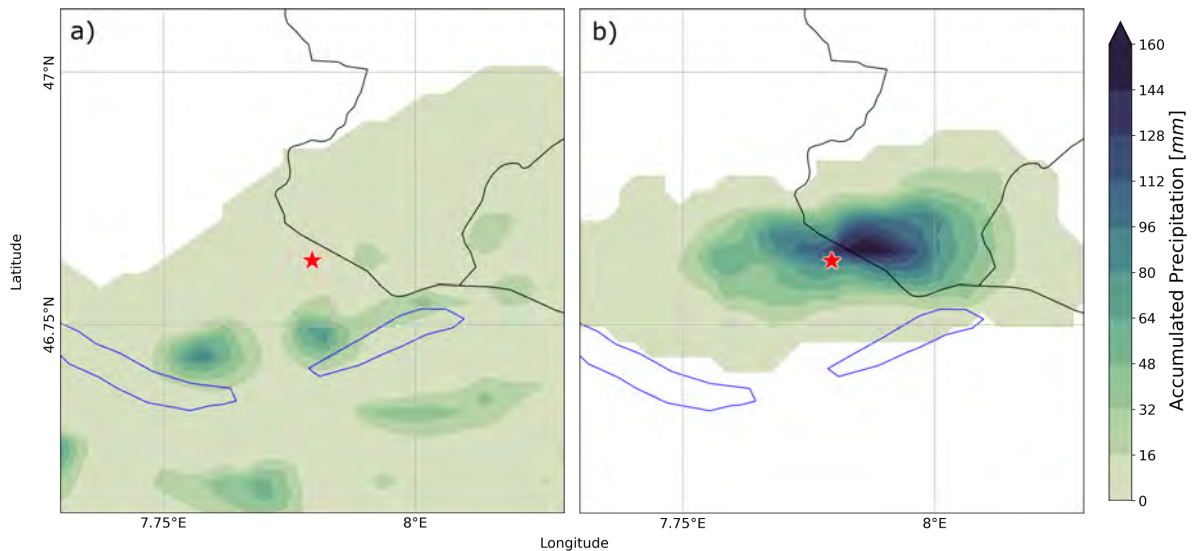 a)
b)
47°N
46.75°N
Latitude
7.75°E
8°E
7.75°E
8°E
Longitude
160
144
128
112
96
80
64
48
32
16
0
Accumulated Precipitation [mm]